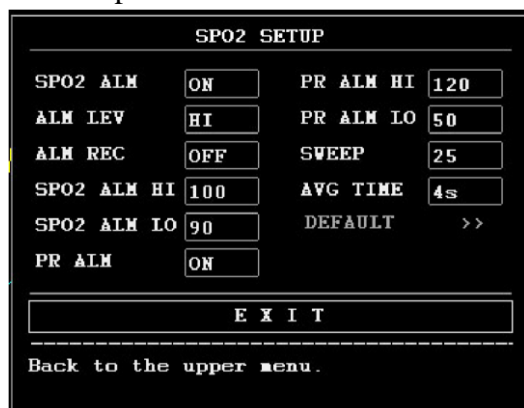 SPO2 SETUP
SPO2 ALM ON PR ALM HI 120
ALM LEV HI PR ALM LO 50
ALM REC OFF SWEEP 25
SPO2 ALM HI 100 AVG TIME 4s
SPO2 ALM LO 90 DEFAULT >>
PR ALM ON
EXIT
Back to the upper menu.